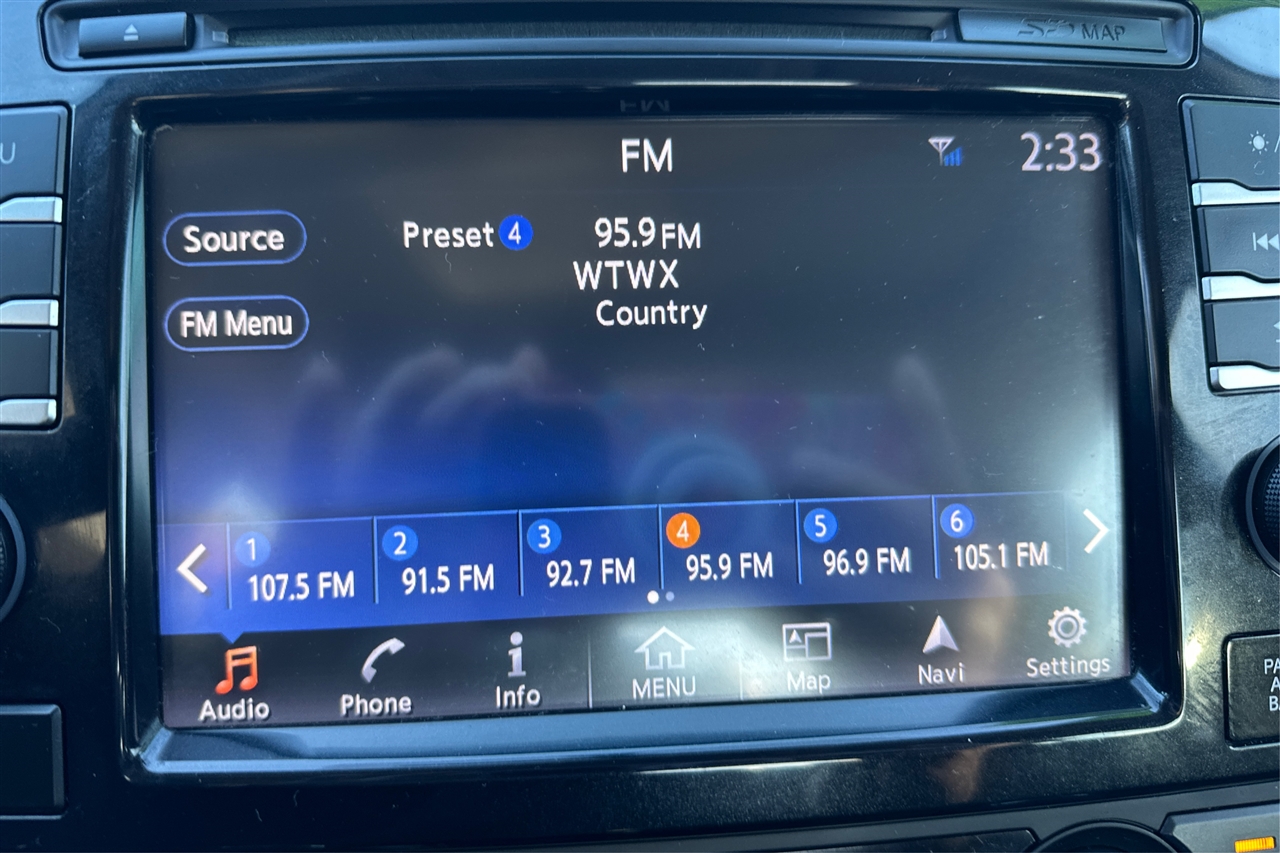 MAP
FM
2:33
Source
Preset 4 95.9 FM
WTWX
Country
FM Menu
1 107.5 FM
2 91.5 FM
3 92.7 FM
4 95.9 FM
5 96.9 FM
6 105.1 FM
Audio
Phone
Info
MENU
Map
Navi
Settings